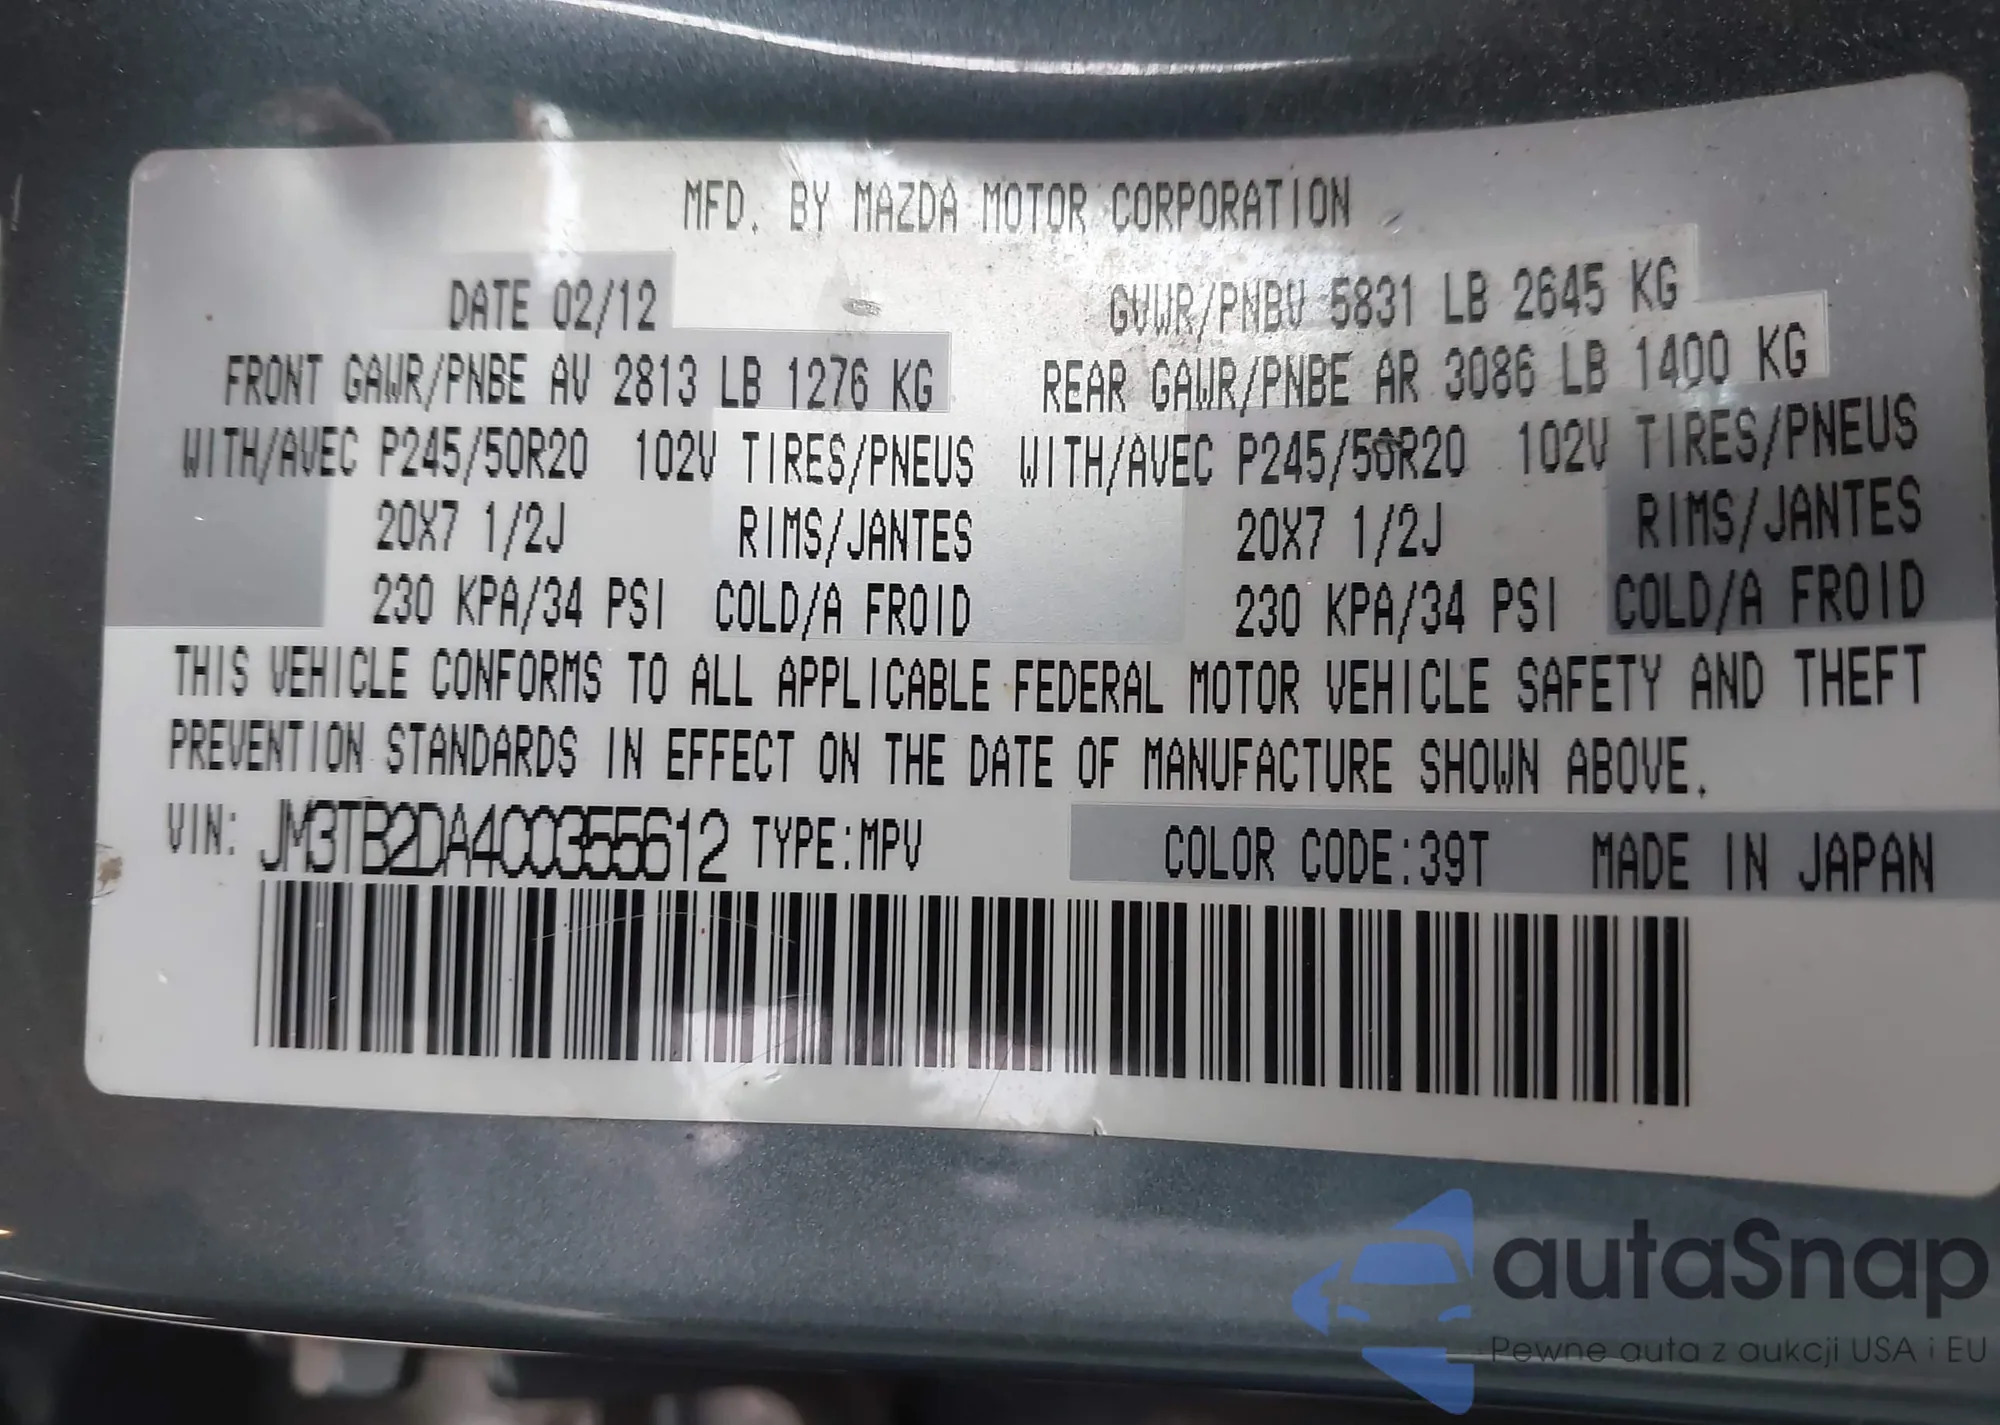 MFD. BY MAZDA MOTOR CORPORATION
DATE 02/12 GVWR/PNBV 5831 LB 2645 KG
FRONT GAWR/PNBE AV 2813 LB 1276 KG REAR GAWR/PNBE AR 3086 LB 1400 KG
WITH/AVEC P245/50R20 102V TIRES/PNEUS WITH/AVEC P245/50R20 102V TIRES/PNEUS
20X7 1/2J RIMS/JANTES 20X7 1/2J RIMS/JANTES
230 KPA/34 PSI COLD/A FROID 230 KPA/34 PSI COLD/A FROID
THIS VEHICLE CONFORMS TO ALL APPLICABLE FEDERAL MOTOR VEHICLE SAFETY AND THEFT
PREVENTION STANDARDS IN EFFECT ON THE DATE OF MANUFACTURE SHOWN ABOVE.
VIN: JM3TB2DA4C0355612 TYPE:MPV COLOR CODE:39T MADE IN JAPAN
autaSnap
Pewne auta z aukcji USA i EU